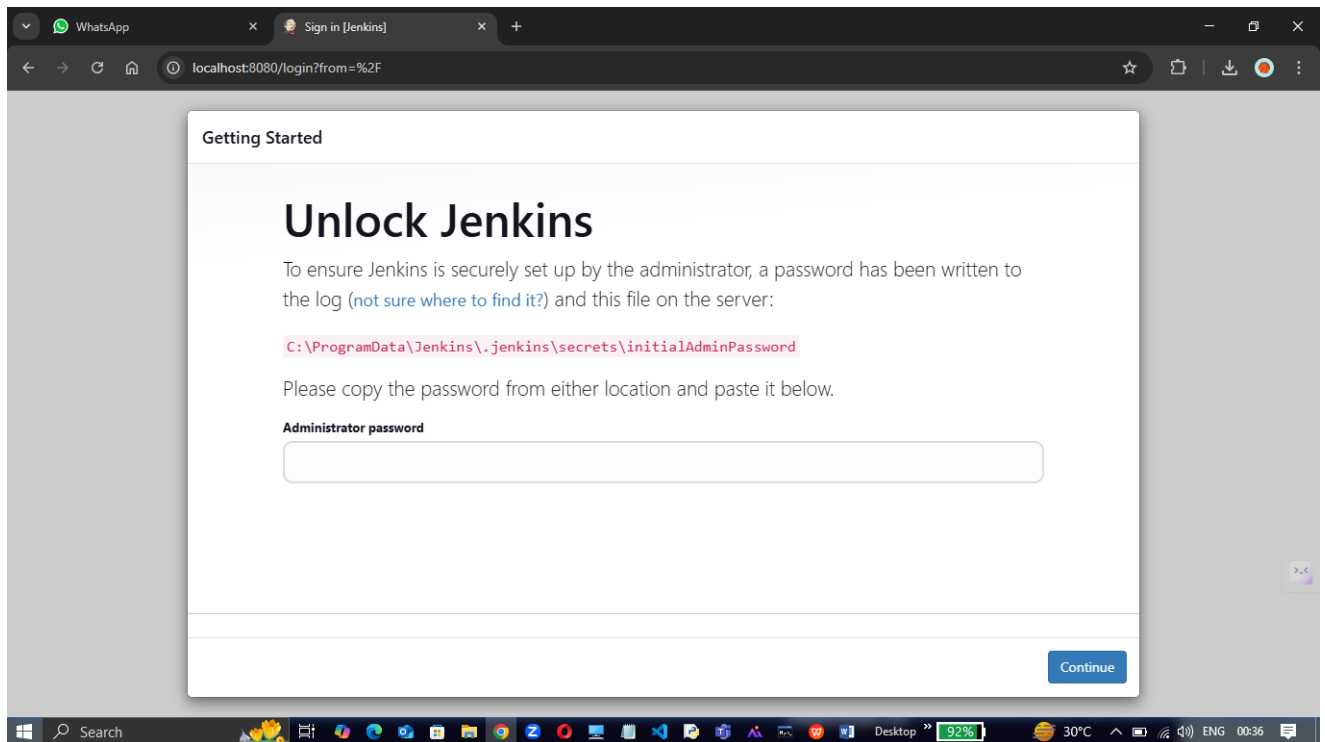 WhatsApp
Sign in [Jenkins]
localhost:8080/login?from=%2F
Getting Started
Unlock Jenkins
To ensure Jenkins is securely set up by the administrator, a password has been written to
the log (not sure where to find it?) and this file on the server:
C:\ProgramData\Jenkins\.jenkins\secrets\initialAdminPassword
Please copy the password from either location and paste it below.
Administrator password
Continue
Search
Desktop
92%
30°C
ENG
00:36